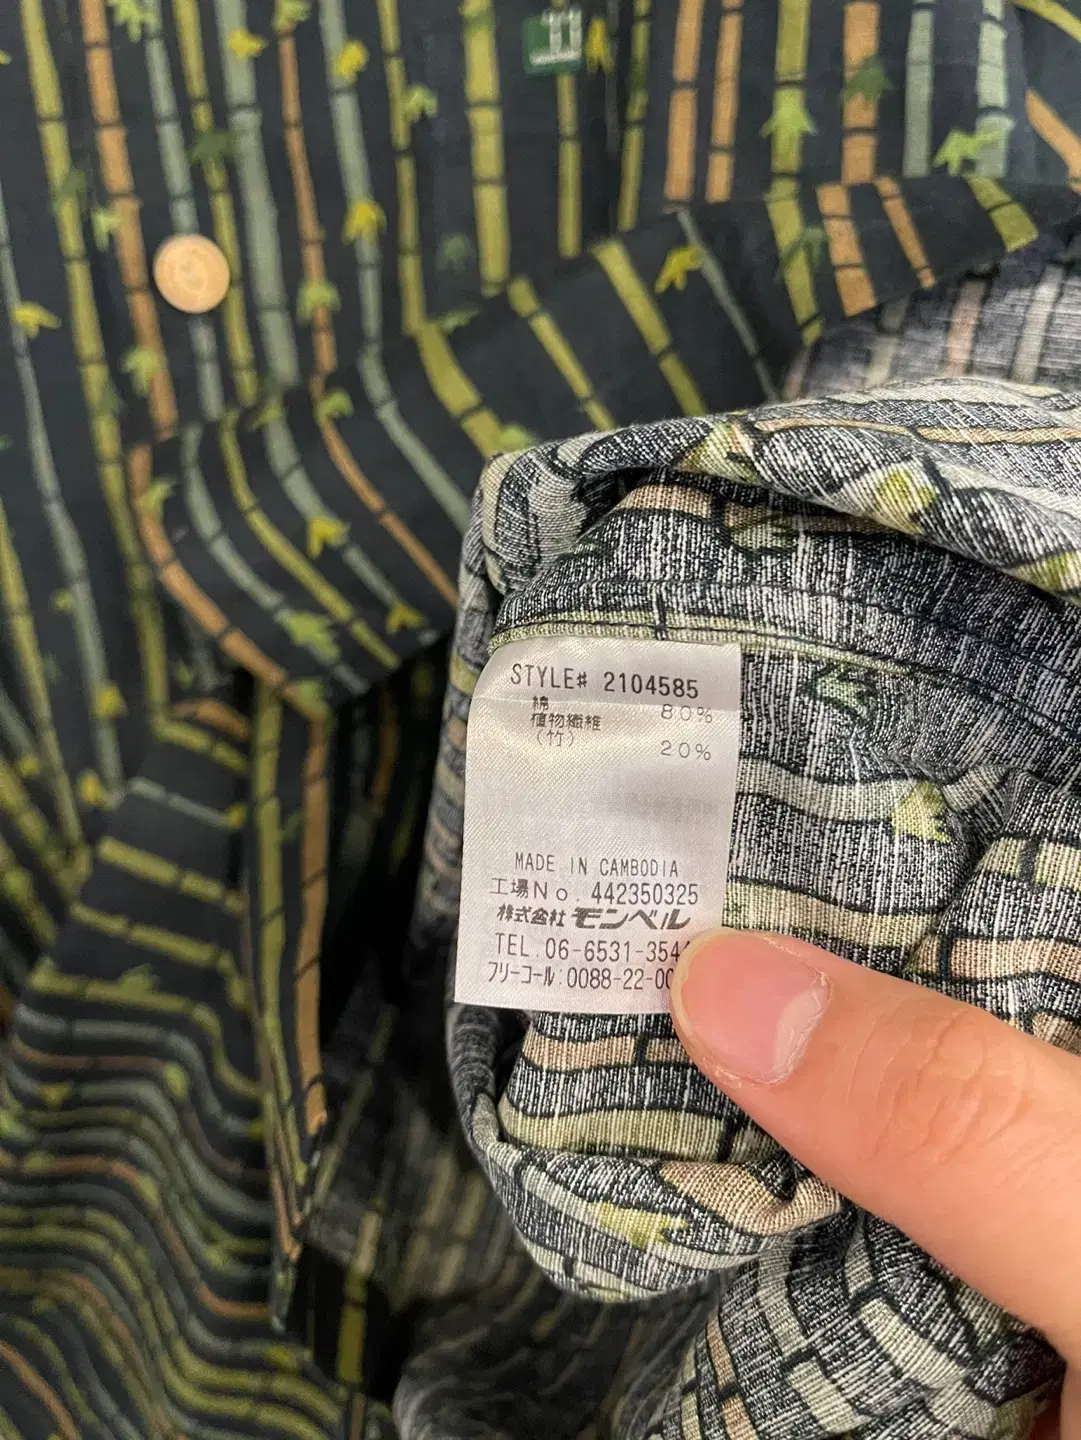 STYLE# 2104585
綿 80%
植物繊維
(竹) 20%
MADE IN CAMBODIA
工場No. 442350325
株式会社 モンベル
TEL.06-6531-354
フリーコール.0088-22-00